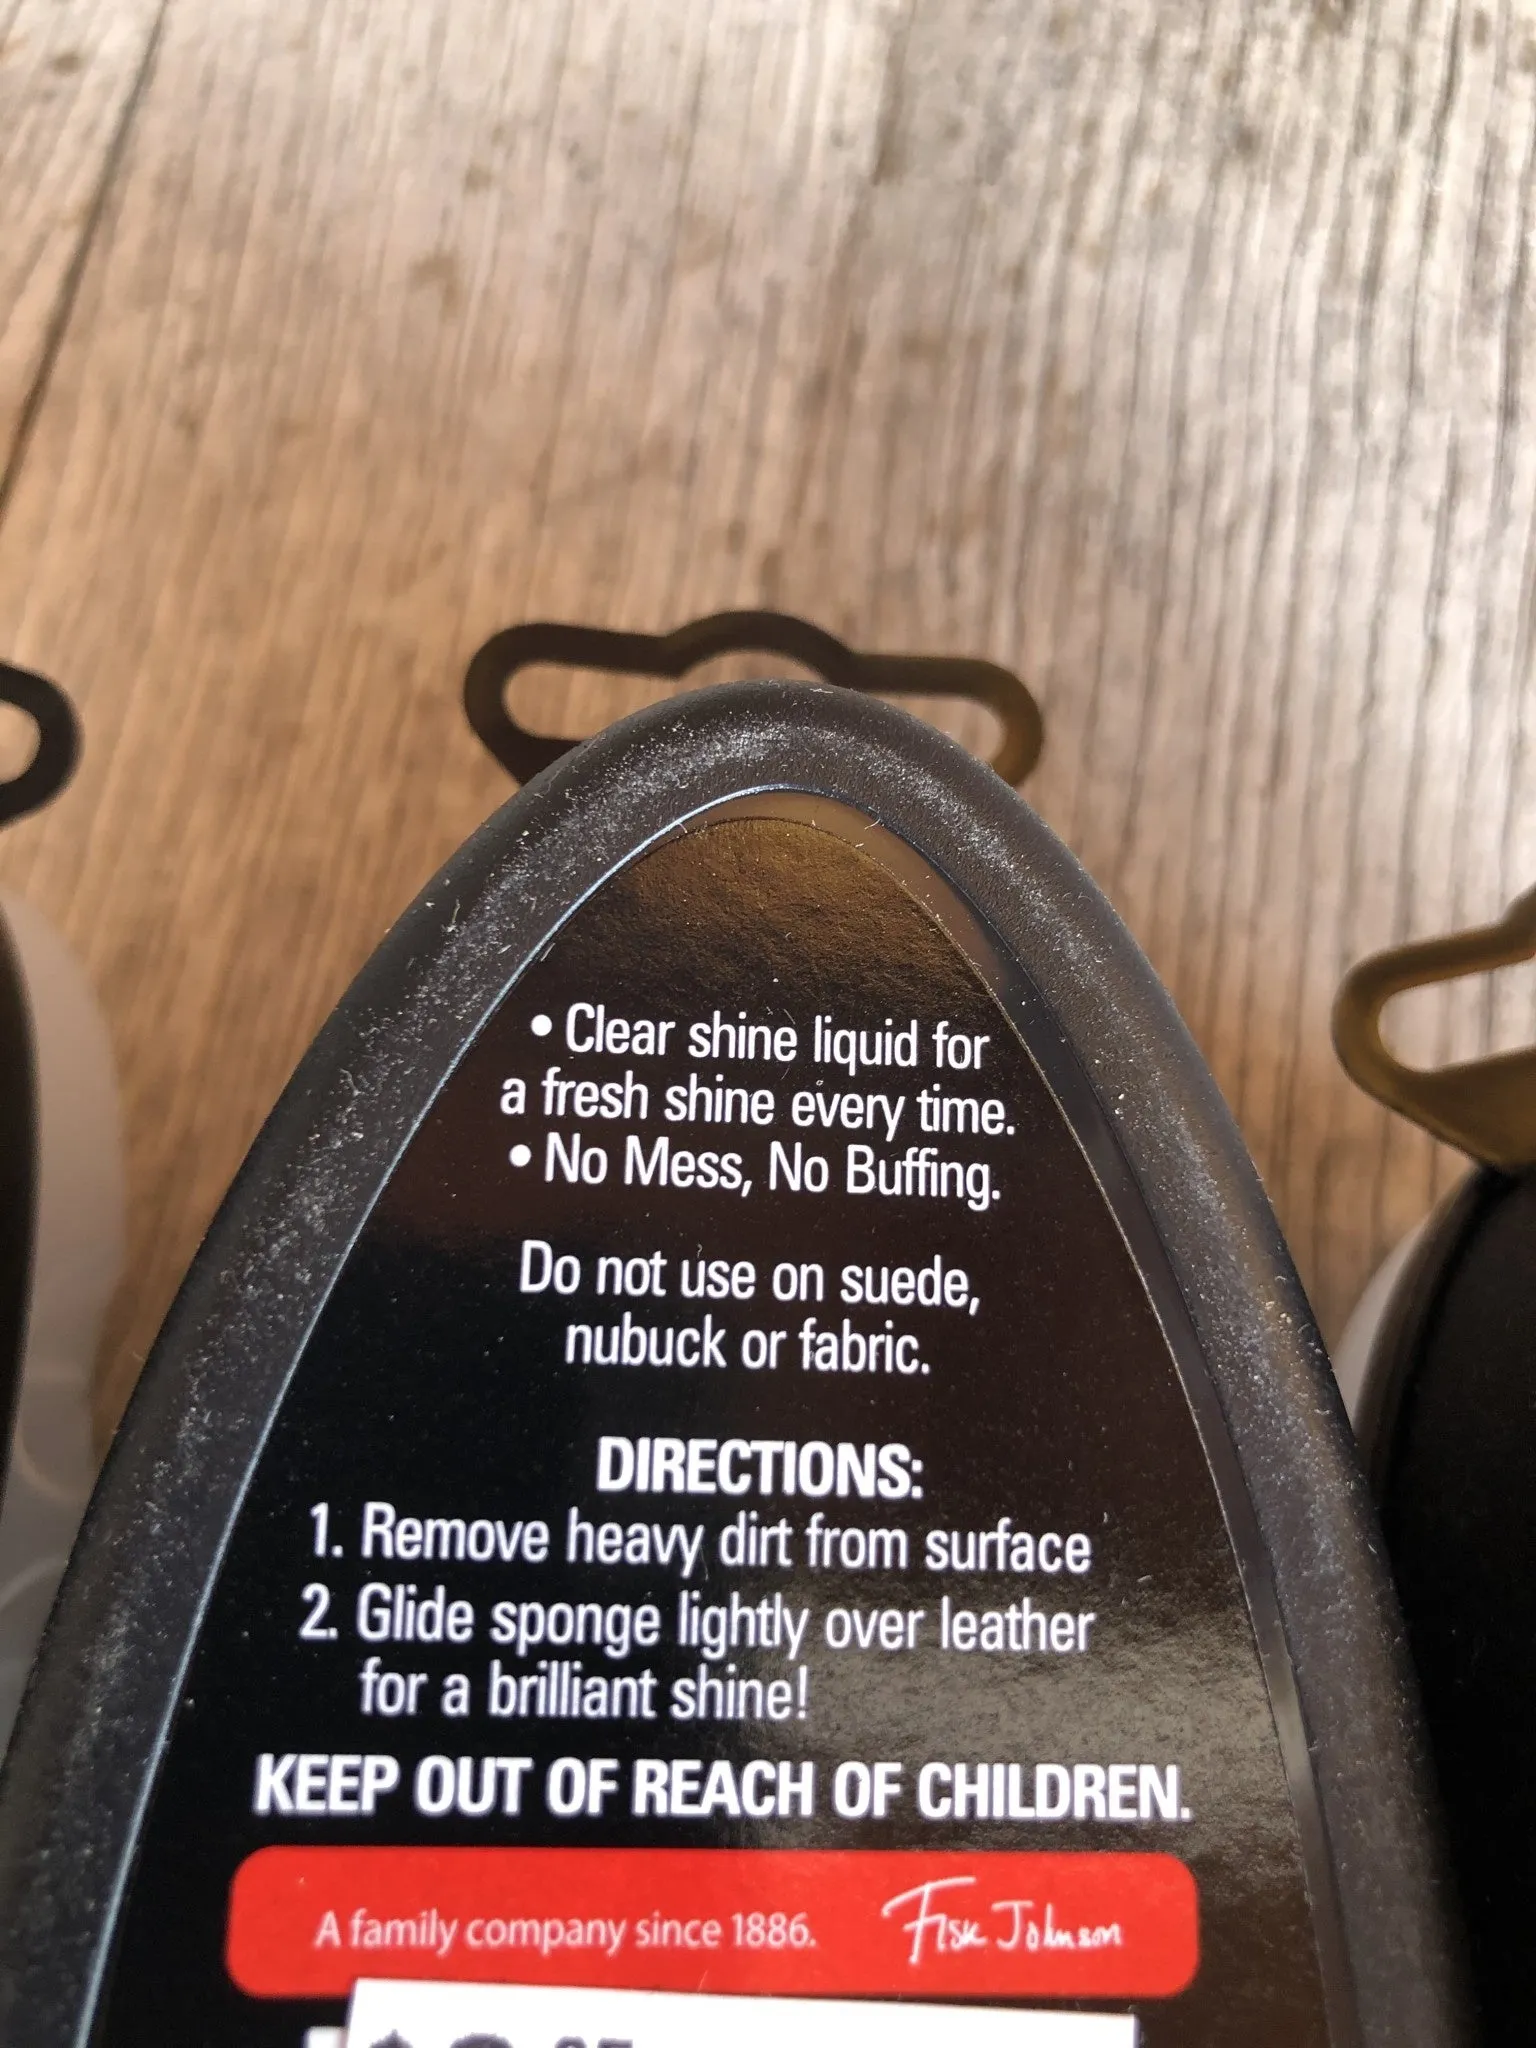 • Clear shine liquid for
a fresh shine every time.
• No Mess, No Buffing.
Do not use on suede,
nubuck or fabric.
DIRECTIONS:
1. Remove heavy dirt from surface
2. Glide sponge lightly over leather
for a brilliant shine!
KEEP OUT OF REACH OF CHILDREN.
A family company since 1886. Fisk Johnson